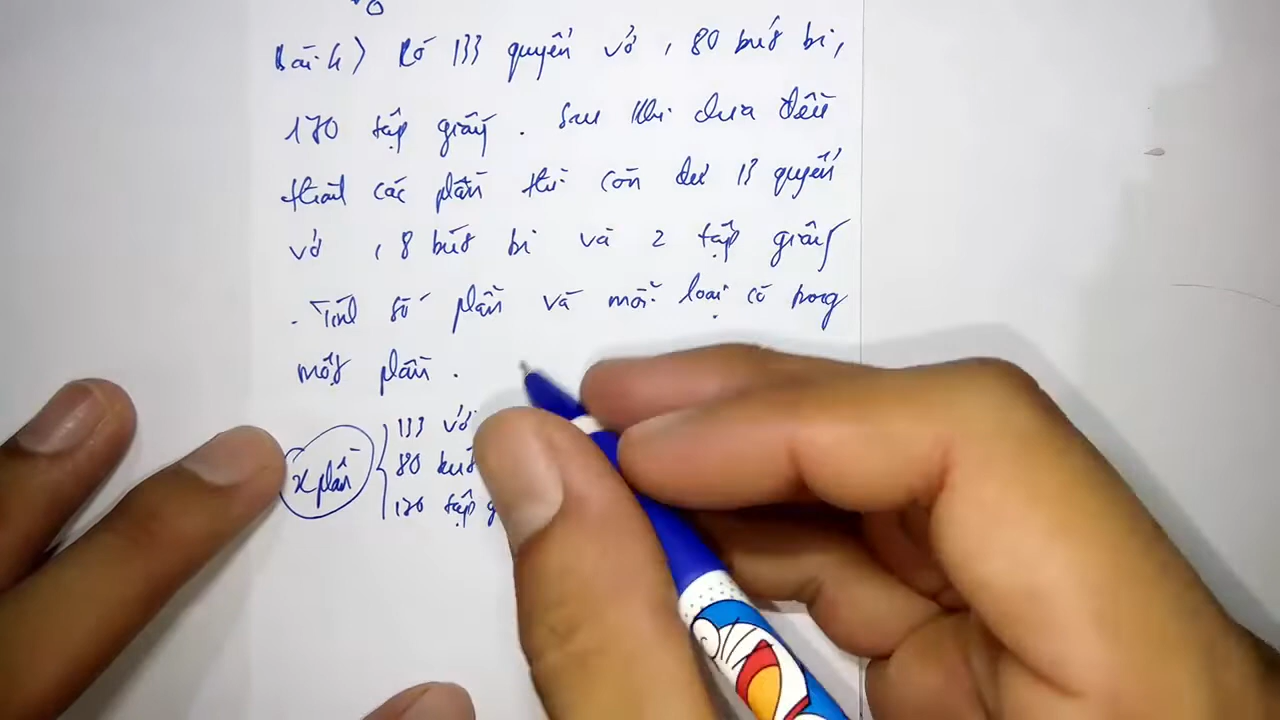 Bài 4) Có 133 quyển vở, 80 bút bi,
170 tập giấy. Sau khi chia đều
thành các phần thì còn dư 13 quyển
vở, 8 bút bi và 2 tập giấy
. Tính số phần và mỗi loại có trong
một phần.
x phần
133 vở
80 bút
170 tập g